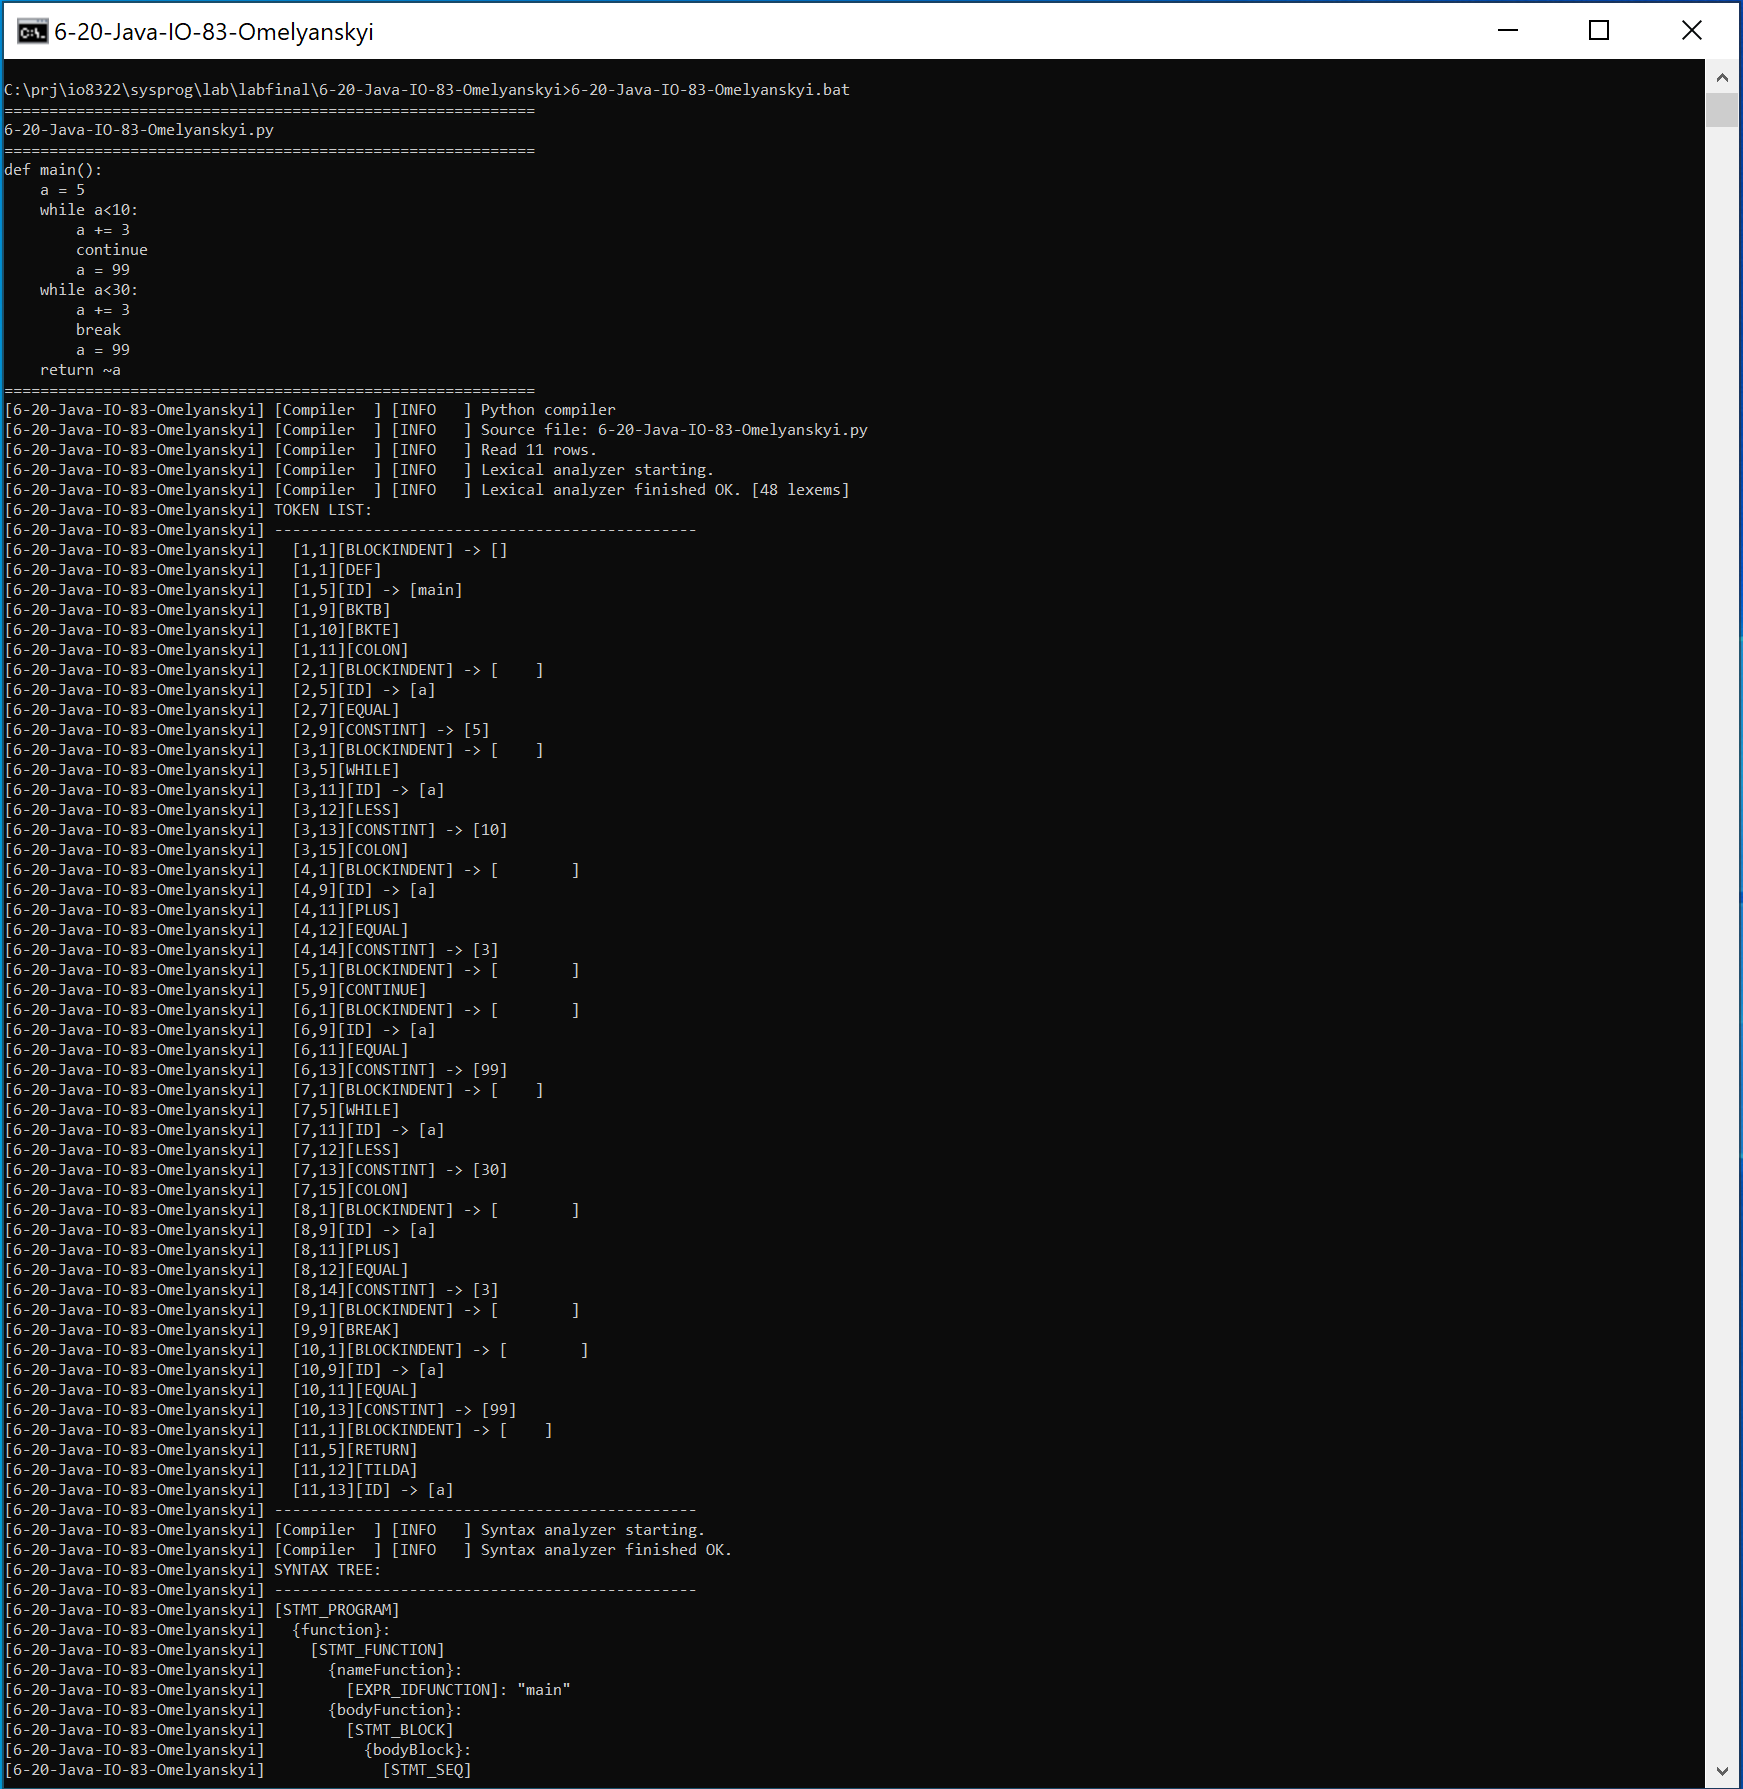 6-20-Java-IO-83-Omelyanskyi
C:\prj\io8322\sysprog\lab\labfinal\6-20-Java-IO-83-Omelyanskyi>6-20-Java-IO-83-Omelyanskyi.bat
===========================================================
6-20-Java-IO-83-Omelyanskyi.py
===========================================================
def main():
    a = 5
    while a<10:
        a += 3
        continue
        a = 99
    while a<30:
        a += 3
        break
        a = 99
    return ~a
===========================================================
[6-20-Java-IO-83-Omelyanskyi] [Compiler  ] [INFO   ] Python compiler
[6-20-Java-IO-83-Omelyanskyi] [Compiler  ] [INFO   ] Source file: 6-20-Java-IO-83-Omelyanskyi.py
[6-20-Java-IO-83-Omelyanskyi] [Compiler  ] [INFO   ] Read 11 rows.
[6-20-Java-IO-83-Omelyanskyi] [Compiler  ] [INFO   ] Lexical analyzer starting.
[6-20-Java-IO-83-Omelyanskyi] [Compiler  ] [INFO   ] Lexical analyzer finished OK. [48 lexems]
[6-20-Java-IO-83-Omelyanskyi] TOKEN LIST:
[6-20-Java-IO-83-Omelyanskyi] -----------------------------------------------
[6-20-Java-IO-83-Omelyanskyi]   [1,1][BLOCKINDENT] -> []
[6-20-Java-IO-83-Omelyanskyi]   [1,1][DEF]
[6-20-Java-IO-83-Omelyanskyi]   [1,5][ID] -> [main]
[6-20-Java-IO-83-Omelyanskyi]   [1,9][BKTB]
[6-20-Java-IO-83-Omelyanskyi]   [1,10][BKTE]
[6-20-Java-IO-83-Omelyanskyi]   [1,11][COLON]
[6-20-Java-IO-83-Omelyanskyi]   [2,1][BLOCKINDENT] -> [    ]
[6-20-Java-IO-83-Omelyanskyi]   [2,5][ID] -> [a]
[6-20-Java-IO-83-Omelyanskyi]   [2,7][EQUAL]
[6-20-Java-IO-83-Omelyanskyi]   [2,9][CONSTINT] -> [5]
[6-20-Java-IO-83-Omelyanskyi]   [3,1][BLOCKINDENT] -> [    ]
[6-20-Java-IO-83-Omelyanskyi]   [3,5][WHILE]
[6-20-Java-IO-83-Omelyanskyi]   [3,11][ID] -> [a]
[6-20-Java-IO-83-Omelyanskyi]   [3,12][LESS]
[6-20-Java-IO-83-Omelyanskyi]   [3,13][CONSTINT] -> [10]
[6-20-Java-IO-83-Omelyanskyi]   [3,15][COLON]
[6-20-Java-IO-83-Omelyanskyi]   [4,1][BLOCKINDENT] -> [        ]
[6-20-Java-IO-83-Omelyanskyi]   [4,9][ID] -> [a]
[6-20-Java-IO-83-Omelyanskyi]   [4,11][PLUS]
[6-20-Java-IO-83-Omelyanskyi]   [4,12][EQUAL]
[6-20-Java-IO-83-Omelyanskyi]   [4,14][CONSTINT] -> [3]
[6-20-Java-IO-83-Omelyanskyi]   [5,1][BLOCKINDENT] -> [        ]
[6-20-Java-IO-83-Omelyanskyi]   [5,9][CONTINUE]
[6-20-Java-IO-83-Omelyanskyi]   [6,1][BLOCKINDENT] -> [        ]
[6-20-Java-IO-83-Omelyanskyi]   [6,9][ID] -> [a]
[6-20-Java-IO-83-Omelyanskyi]   [6,11][EQUAL]
[6-20-Java-IO-83-Omelyanskyi]   [6,13][CONSTINT] -> [99]
[6-20-Java-IO-83-Omelyanskyi]   [7,1][BLOCKINDENT] -> [    ]
[6-20-Java-IO-83-Omelyanskyi]   [7,5][WHILE]
[6-20-Java-IO-83-Omelyanskyi]   [7,11][ID] -> [a]
[6-20-Java-IO-83-Omelyanskyi]   [7,12][LESS]
[6-20-Java-IO-83-Omelyanskyi]   [7,13][CONSTINT] -> [30]
[6-20-Java-IO-83-Omelyanskyi]   [7,15][COLON]
[6-20-Java-IO-83-Omelyanskyi]   [8,1][BLOCKINDENT] -> [        ]
[6-20-Java-IO-83-Omelyanskyi]   [8,9][ID] -> [a]
[6-20-Java-IO-83-Omelyanskyi]   [8,11][PLUS]
[6-20-Java-IO-83-Omelyanskyi]   [8,12][EQUAL]
[6-20-Java-IO-83-Omelyanskyi]   [8,14][CONSTINT] -> [3]
[6-20-Java-IO-83-Omelyanskyi]   [9,1][BLOCKINDENT] -> [        ]
[6-20-Java-IO-83-Omelyanskyi]   [9,9][BREAK]
[6-20-Java-IO-83-Omelyanskyi]   [10,1][BLOCKINDENT] -> [        ]
[6-20-Java-IO-83-Omelyanskyi]   [10,9][ID] -> [a]
[6-20-Java-IO-83-Omelyanskyi]   [10,11][EQUAL]
[6-20-Java-IO-83-Omelyanskyi]   [10,13][CONSTINT] -> [99]
[6-20-Java-IO-83-Omelyanskyi]   [11,1][BLOCKINDENT] -> [    ]
[6-20-Java-IO-83-Omelyanskyi]   [11,5][RETURN]
[6-20-Java-IO-83-Omelyanskyi]   [11,12][TILDA]
[6-20-Java-IO-83-Omelyanskyi]   [11,13][ID] -> [a]
[6-20-Java-IO-83-Omelyanskyi] -----------------------------------------------
[6-20-Java-IO-83-Omelyanskyi] [Compiler  ] [INFO   ] Syntax analyzer starting.
[6-20-Java-IO-83-Omelyanskyi] [Compiler  ] [INFO   ] Syntax analyzer finished OK.
[6-20-Java-IO-83-Omelyanskyi] SYNTAX TREE:
[6-20-Java-IO-83-Omelyanskyi] -----------------------------------------------
[6-20-Java-IO-83-Omelyanskyi] [STMT_PROGRAM]
[6-20-Java-IO-83-Omelyanskyi]   {function}:
[6-20-Java-IO-83-Omelyanskyi]     [STMT_FUNCTION]
[6-20-Java-IO-83-Omelyanskyi]       {nameFunction}:
[6-20-Java-IO-83-Omelyanskyi]         [EXPR_IDFUNCTION]: "main"
[6-20-Java-IO-83-Omelyanskyi]       {bodyFunction}:
[6-20-Java-IO-83-Omelyanskyi]         [STMT_BLOCK]
[6-20-Java-IO-83-Omelyanskyi]           {bodyBlock}:
[6-20-Java-IO-83-Omelyanskyi]             [STMT_SEQ]